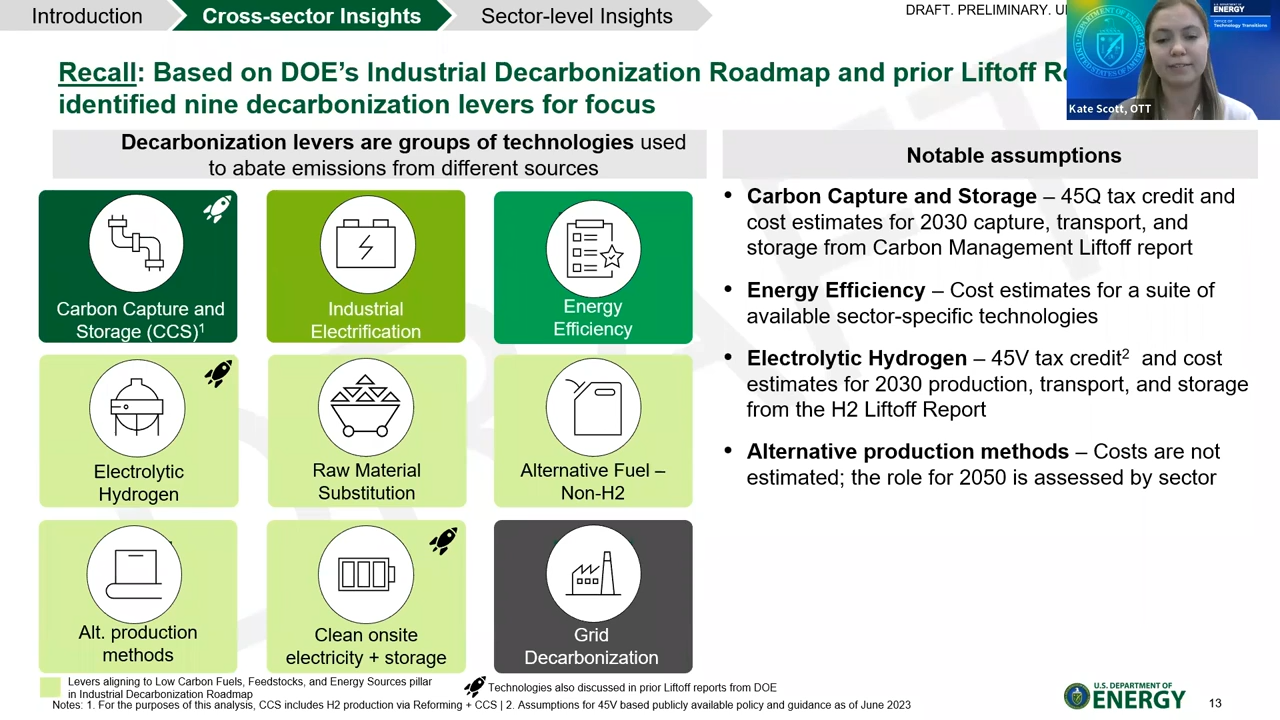 Introduction
Cross-sector Insights
Sector-level Insights
DRAFT. PRELIMINARY.
Recall: Based on DOE’s Industrial Decarbonization Roadmap and prior Liftoff
identified nine decarbonization levers for focus
U.S. DEPARTMENT OF
ENERGY
OFFICE OF
Technology Transitions
Kate Scott, OTT
Decarbonization levers are groups of technologies used
to abate emissions from different sources
Carbon Capture and
Storage (CCS)¹
Industrial
Electrification
Energy
Efficiency
Electrolytic
Hydrogen
Raw Material
Substitution
Alternative Fuel –
Non-H2
Alt. production
methods
Clean onsite
electricity + storage
Grid
Decarbonization
Notable assumptions
• Carbon Capture and Storage – 45Q tax credit and
cost estimates for 2030 capture, transport, and
storage from Carbon Management Liftoff report
• Energy Efficiency – Cost estimates for a suite of
available sector-specific technologies
• Electrolytic Hydrogen – 45V tax credit² and cost
estimates for 2030 production, transport, and storage
from the H2 Liftoff Report
• Alternative production methods – Costs are not
estimated; the role for 2050 is assessed by sector
Levers aligning to Low Carbon Fuels, Feedstocks, and Energy Sources pillar
in Industrial Decarbonization Roadmap
Technologies also discussed in prior Liftoff reports from DOE
Notes: 1. For the purposes of this analysis, CCS includes H2 production via Reforming + CCS | 2. Assumptions for 45V based publicly available policy and guidance as of June 2023
U.S. DEPARTMENT OF
ENERGY
13
DRAFT